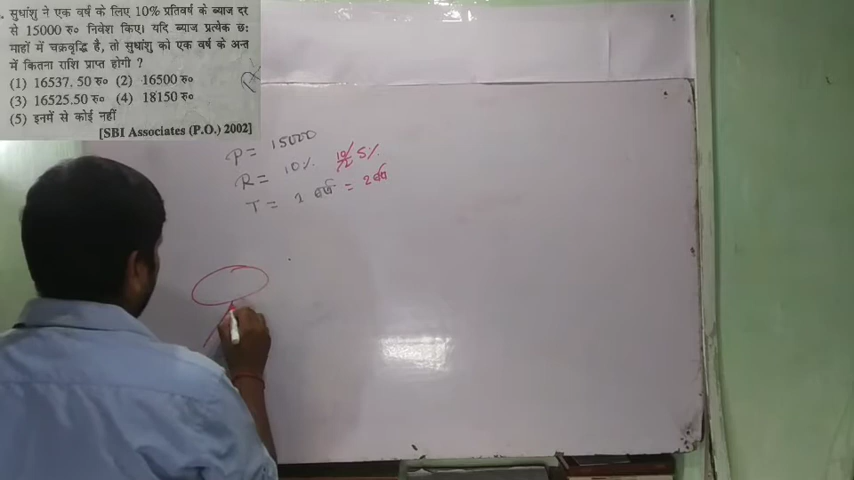 . सुधांशु ने एक वर्ष के लिए 10% प्रतिवर्ष के ब्याज दर
से 15000 रु० निवेश किए। यदि ब्याज प्रत्येक छ:
माहों में चक्रवृद्धि है, तो सुधांशु को एक वर्ष के अन्त
में कितना राशि प्राप्त होगी ?
(1) 16537.50 रु० (2) 16500 रु०
(3) 16525.50 रु० (4) 18150 रु०
(5) इनमें से कोई नहीं
[SBI Associates (P.O.) 2002]
P = 15000
R = 10% 10/2 5%
T = 1 वर्ष = 2 वर्ष